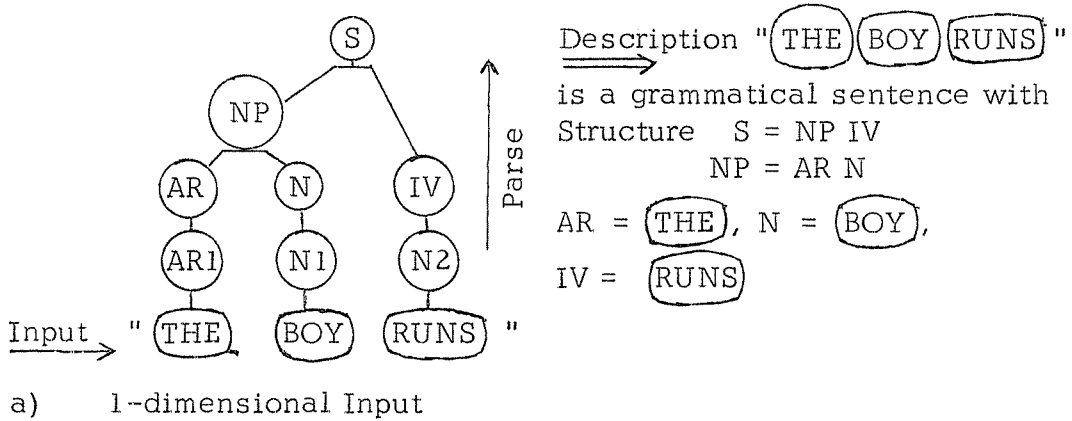 S
NP
AR N IV
AR1 N1 N2
Input " THE BOY RUNS "
Parse
Description "THE BOY RUNS"
is a grammatical sentence with
Structure S = NP IV
NP = AR N
AR = THE, N = BOY,
IV = RUNS
a) 1-dimensional Input